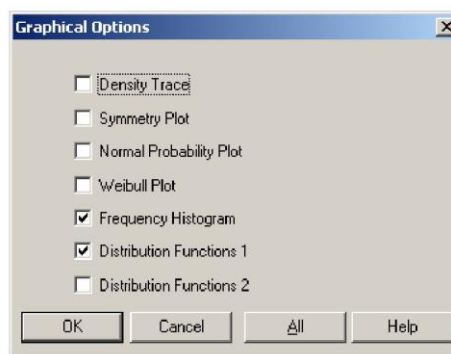 Graphical Options
Density Trace
Symmetry Plot
Normal Probability Plot
Weibull Plot
Frequency Histogram
Distribution Functions 1
Distribution Functions 2
OK Cancel All Help